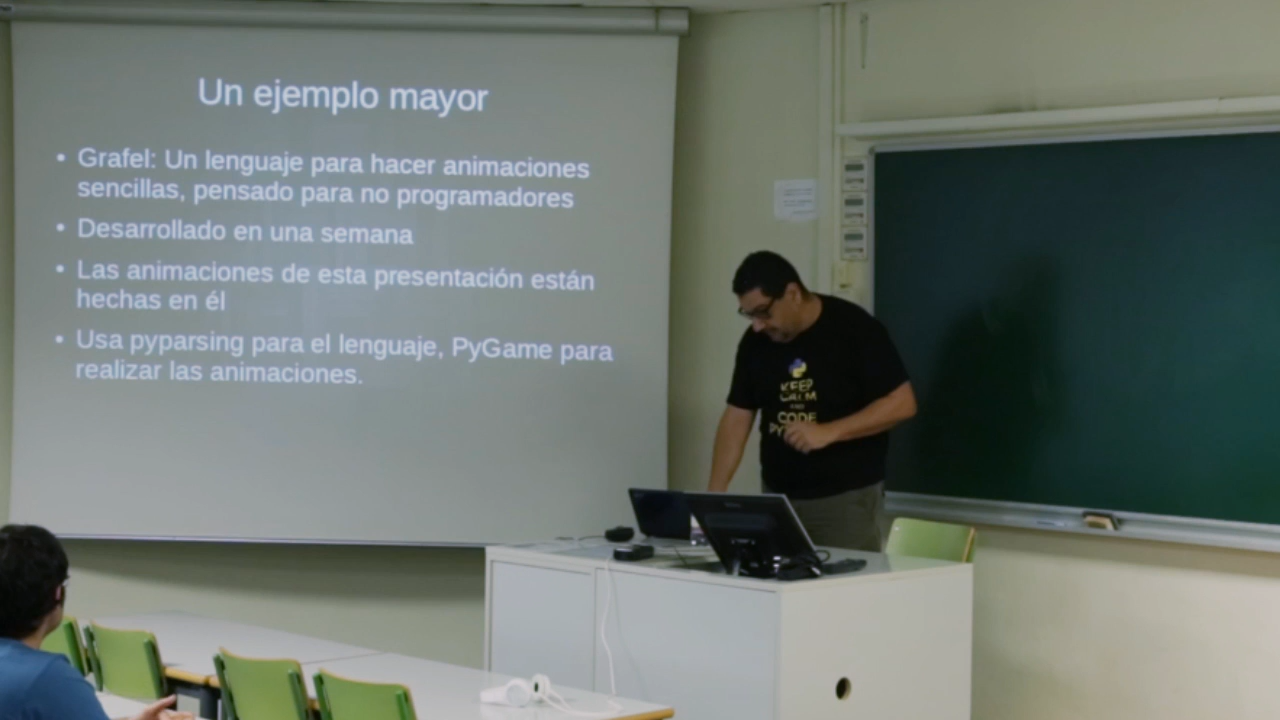 Un ejemplo mayor
• Grafel: Un lenguaje para hacer animaciones
sencillas, pensado para no programadores
• Desarrollado en una semana
• Las animaciones de esta presentación están
hechas en él
• Usa pyparsing para el lenguaje, PyGame para
realizar las animaciones.
KEEP
CALM
CODE